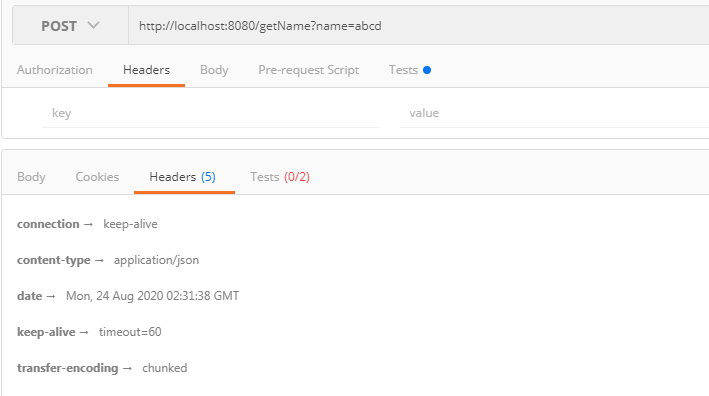 POST http://localhost:8080/getName?name=abcd
Authorization Headers Body Pre-request Script Tests
key value
Body Cookies Headers (5) Tests (0/2)
connection → keep-alive
content-type → application/json
date → Mon, 24 Aug 2020 02:31:38 GMT
keep-alive → timeout=60
transfer-encoding → chunked